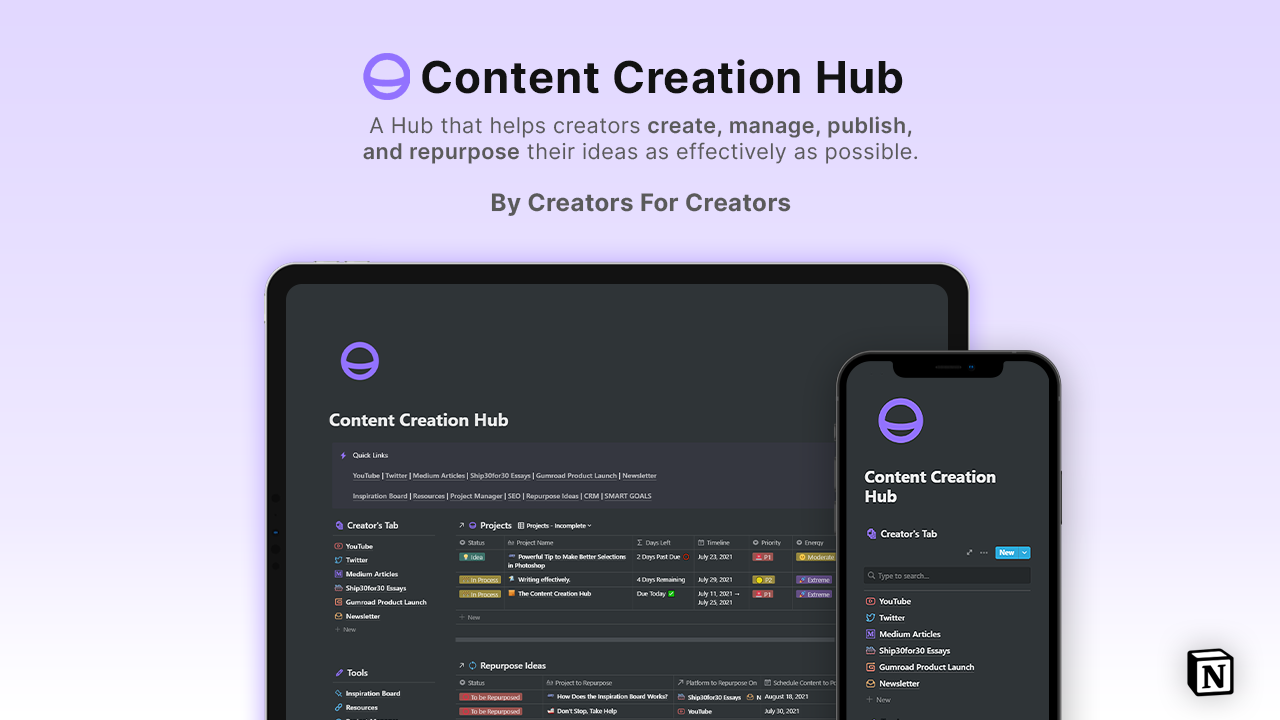 Content Creation Hub
A Hub that helps creators create, manage, publish,
and repurpose their ideas as effectively as possible.
By Creators For Creators
Content Creation Hub
Quick Links
YouTube | Twitter | Medium Articles | Ship30for30 Essays | Gumroad Product Launch | Newsletter
Inspiration Board | Resources | Project Manager | SEO | Repurpose Ideas | CRM | SMART GOALS
Creator's Tab
YouTube
Twitter
Medium Articles
Ship30for30 Essays
Gumroad Product Launch
Newsletter
+ New
Tools
Inspiration Board
Resources
Projects Projects - Incomplete
Status Project Name Days Left Timeline Priority Energy
Idea Powerful Tip to Make Better Selections in Photoshop 2 Days Past Due July 23, 2021 P1 Moderate
In Process Writing effectively. 4 Days Remaining July 29, 2021 P2 Extreme
In Process The Content Creation Hub Due Today July 11, 2021 → July 25, 2021 P1 Extreme
+ New
Repurpose Ideas
Status Project to Repurpose Platform to Repurpose On Schedule Content to Po
To be Repurposed How Does the Inspiration Board Works? Ship30for30 Essays N August 18, 2021
To be Repurposed Don't Stop, Take Help YouTube July 30, 2021
Content Creation
Hub
Creator's Tab
New
Type to search...
YouTube
Twitter
Medium Articles
Ship30for30 Essays
Gumroad Product Launch
Newsletter
+ New
N